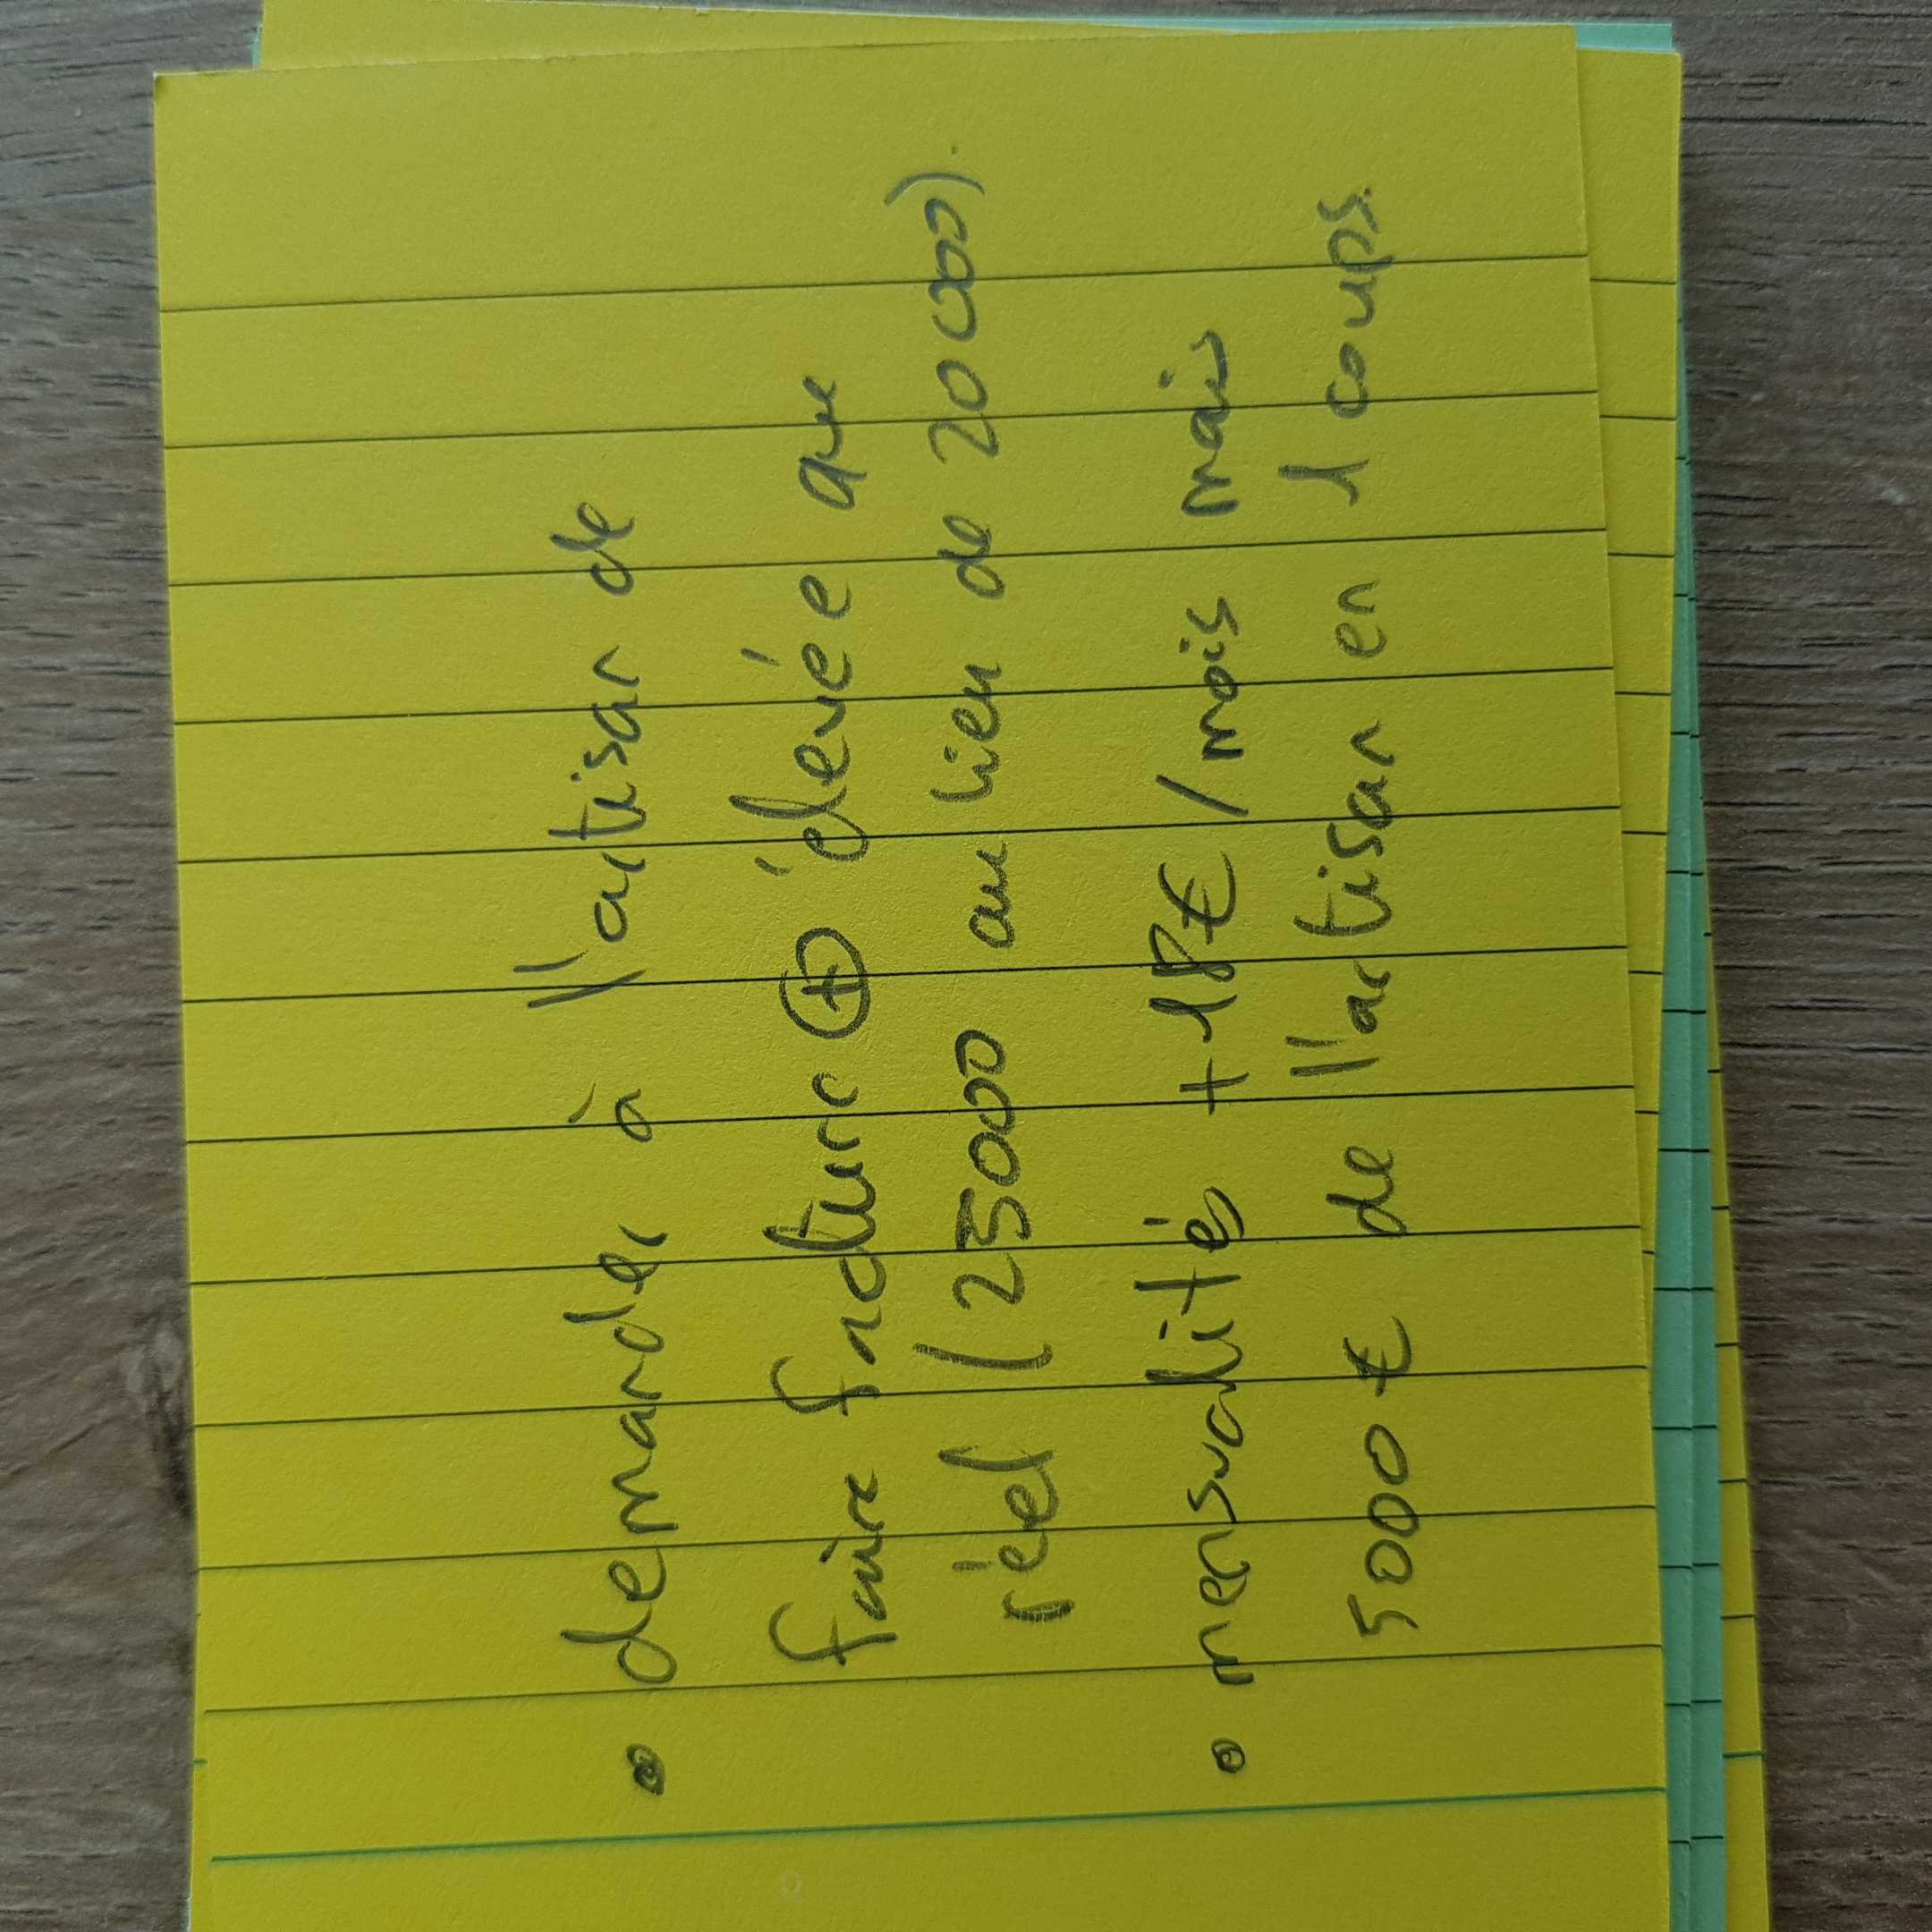 • demander à l'artisan de
faire facture ⊕ élevée que
réel (25000 au lieu de 20000).
• mensualités +18€/mois mais
5000€ de l'artisan en 1 coups.